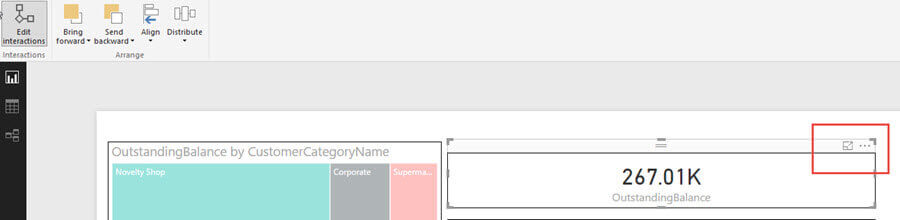 Edit
interactions
Bring
forward
Send
backward
Align
Distribute
Interactions
Arrange
OutstandingBalance by CustomerCategoryName
Novelty Shop
Corporate
Superma...
267.01K
OutstandingBalance